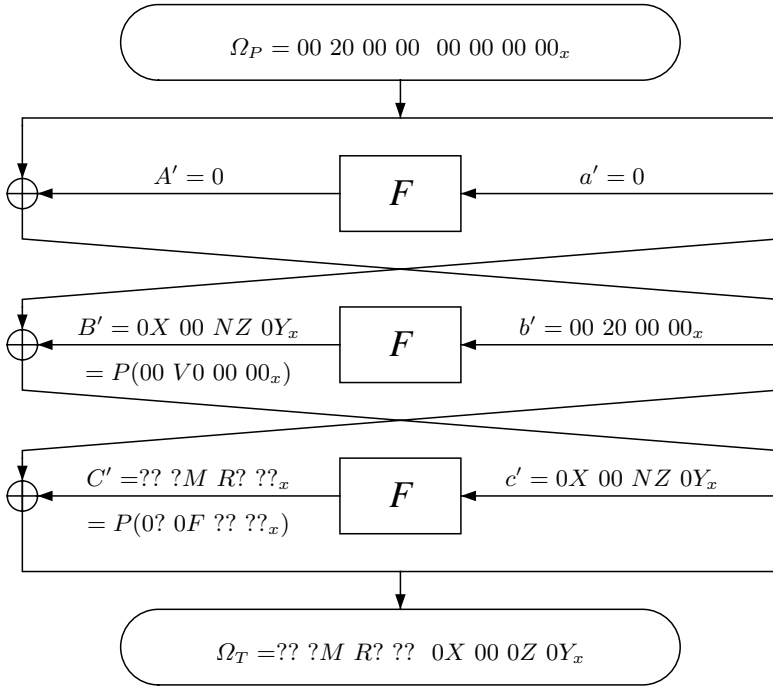 Ω_P = 00 20 00 00 00 00 00 00_x
A′ = 0 F a′ = 0
B′ = 0X 00 NZ 0Y_x F b′ = 00 20 00 00_x
= P(00 V0 00 00_x)
C′ =?? ?M R? ??_x F c′ = 0X 00 NZ 0Y_x
= P(0? 0F ?? ??_x)
Ω_T =?? ?M R? ?? 0X 00 0Z 0Y_x